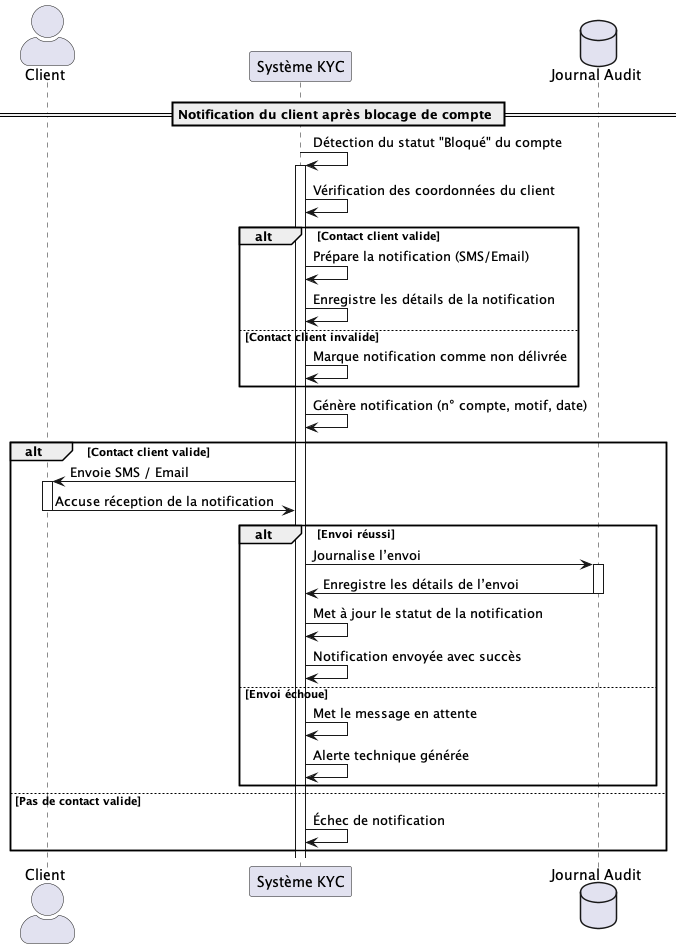 Client
Système KYC
Journal Audit
Notification du client après blocage de compte
Détection du statut "Bloqué" du compte
Vérification des coordonnées du client
alt
[Contact client valide]
Prépare la notification (SMS/Email)
Enregistre les détails de la notification
[Contact client invalide]
Marque notification comme non délivrée
Génère notification (n° compte, motif, date)
alt
[Contact client valide]
Envoie SMS / Email
Accuse réception de la notification
alt
[Envoi réussi]
Journalise l'envoi
Enregistre les détails de l'envoi
Met à jour le statut de la notification
Notification envoyée avec succès
[Envoi échoue]
Met le message en attente
Alerte technique générée
[Pas de contact valide]
Échec de notification
Client
Système KYC
Journal Audit